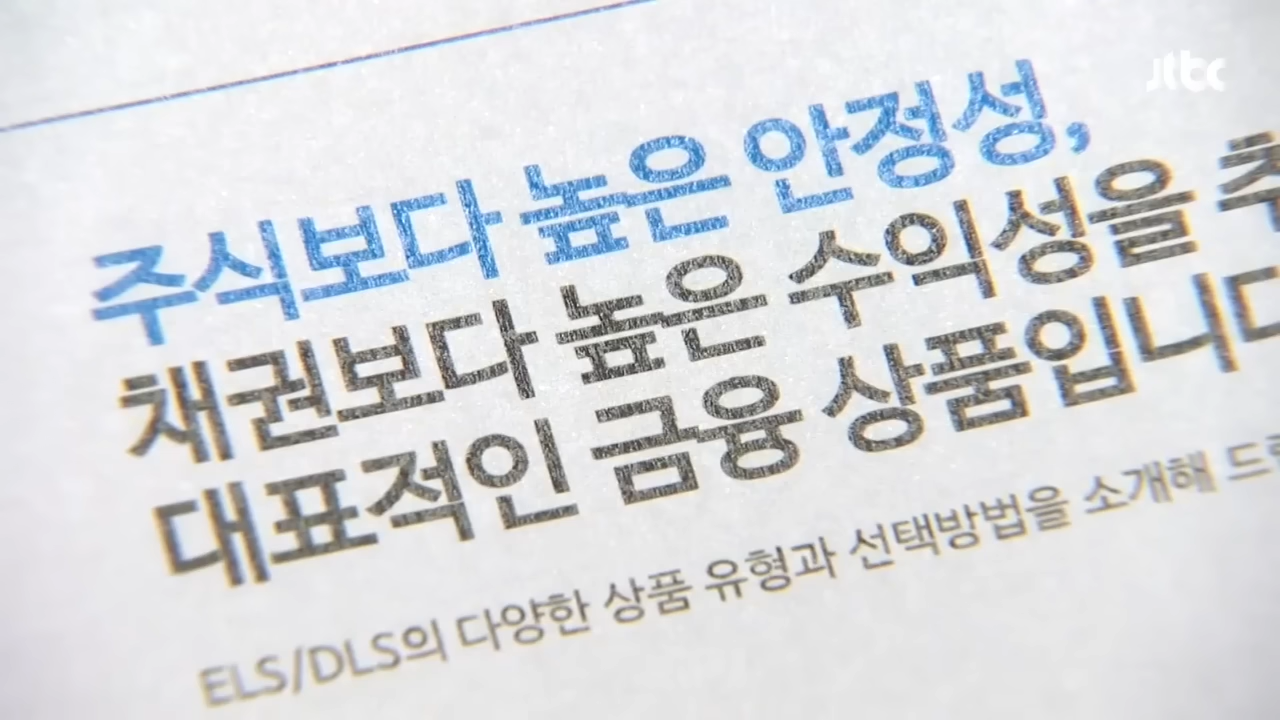 jtbc
주식보다 높은 안정성,
채권보다 높은 수익성을
대표적인 금융 상품입니다
ELS/DLS의 다양한 상품 유형과 선택방법을 소개해